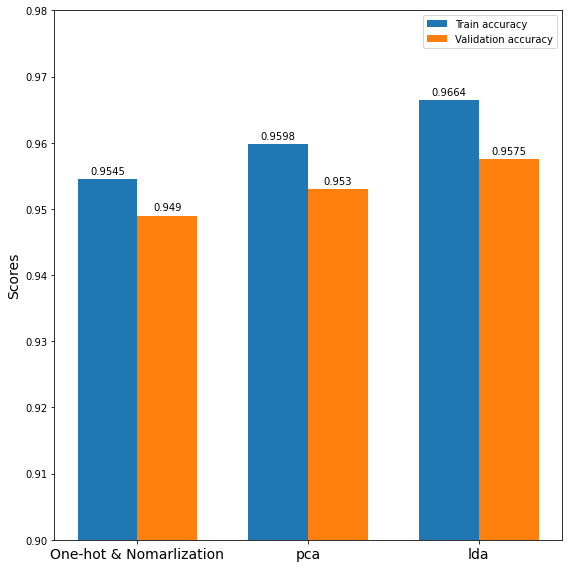 Train accuracy
Validation accuracy
0.98
0.97
0.96
0.95
0.94
0.93
0.92
0.91
0.90
Scores
0.9545
0.949
0.9598
0.953
0.9664
0.9575
One-hot & Nomarlization
pca
lda